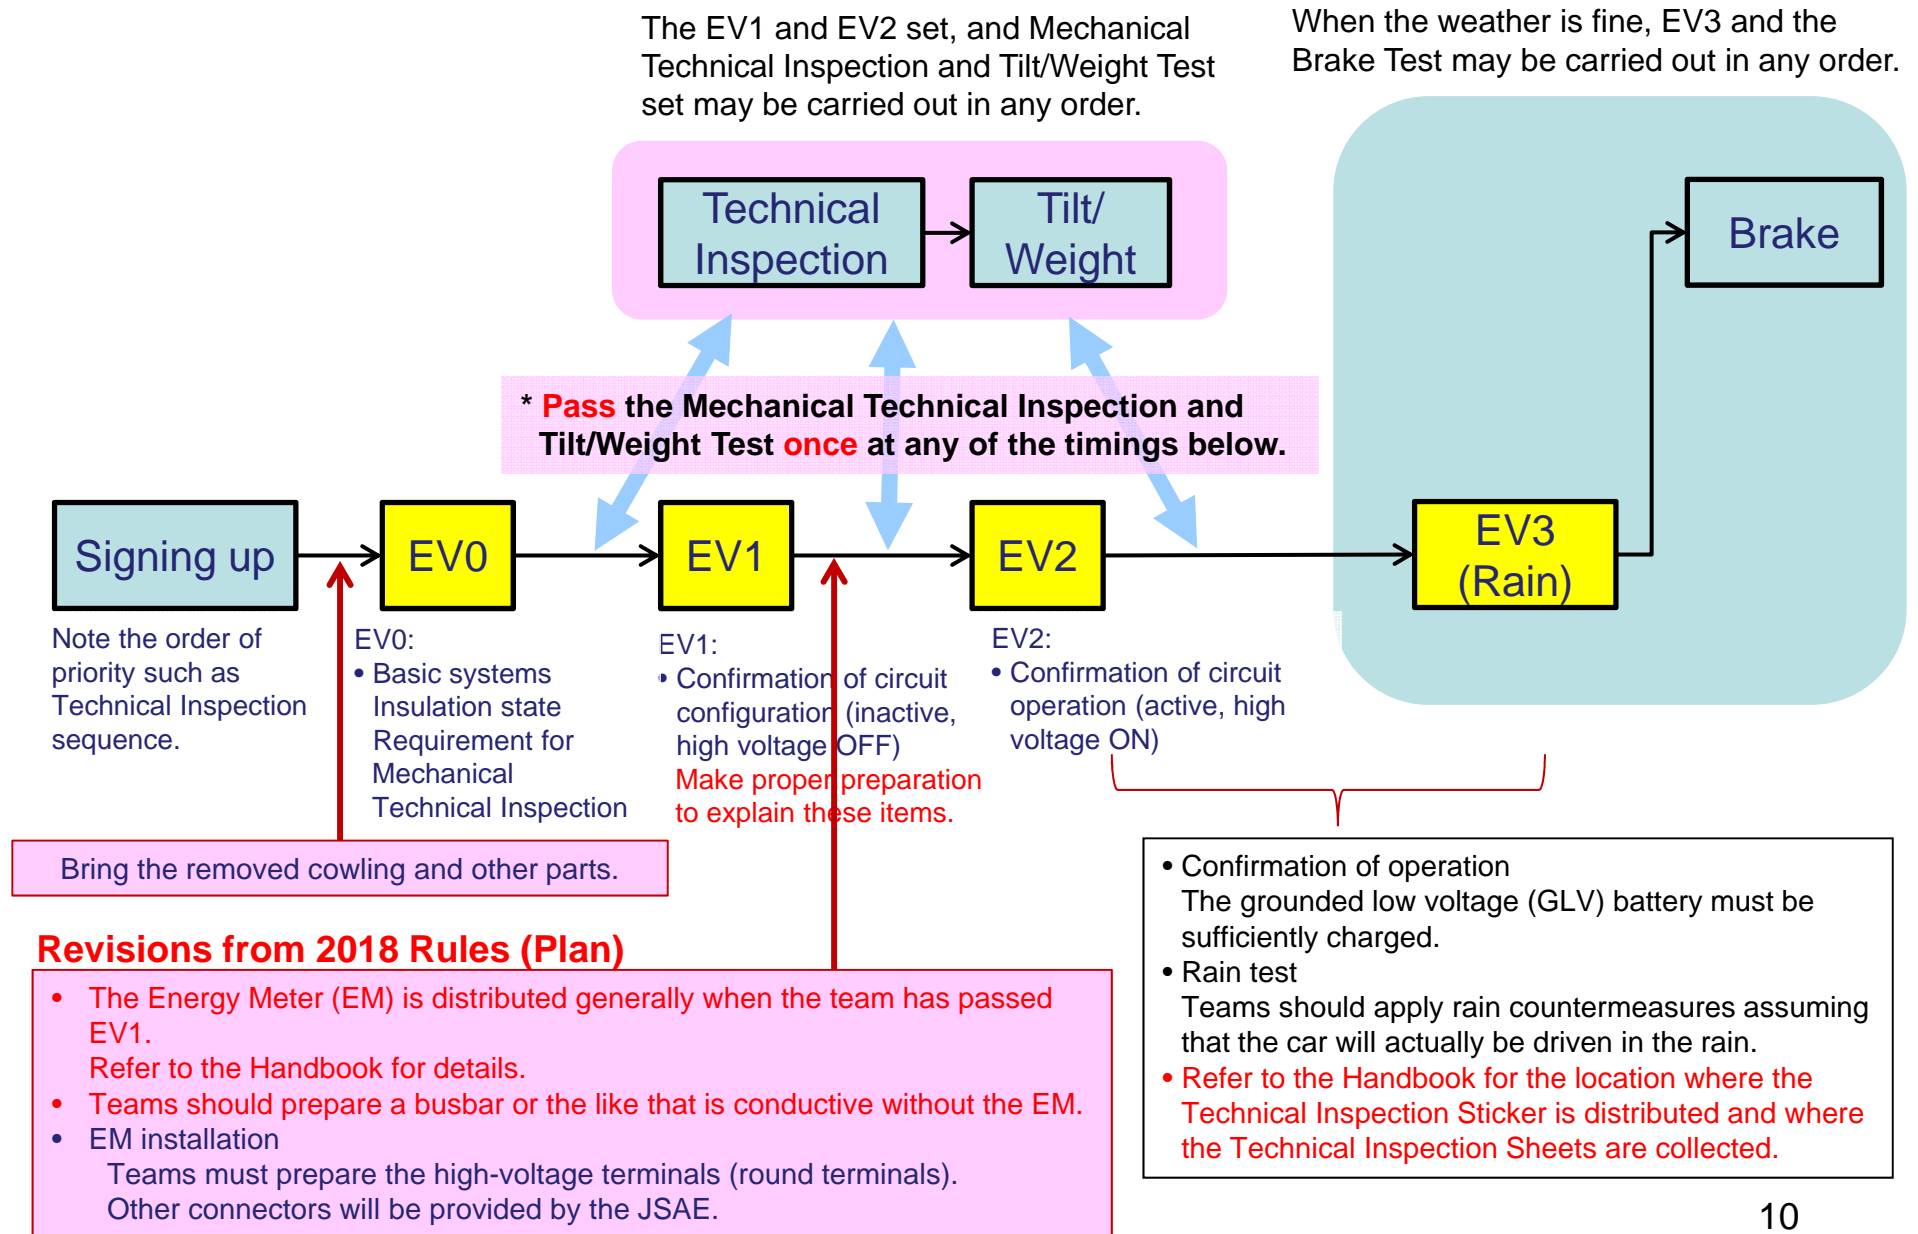 The EV1 and EV2 set, and Mechanical
Technical Inspection and Tilt/Weight Test
set may be carried out in any order.
When the weather is fine, EV3 and the
Brake Test may be carried out in any order.
Technical
Inspection
Tilt/
Weight
Brake
* Pass the Mechanical Technical Inspection and
Tilt/Weight Test once at any of the timings below.
Signing up
EV0
EV1
EV2
EV3
(Rain)
Note the order of
priority such as
Technical Inspection
sequence.
EV0:
• Basic systems
Insulation state
Requirement for
Mechanical
Technical Inspection
EV1:
• Confirmation of circuit
configuration (inactive,
high voltage OFF)
Make proper preparation
to explain these items.
EV2:
• Confirmation of circuit
operation (active, high
voltage ON)
Bring the removed cowling and other parts.
Revisions from 2018 Rules (Plan)
• The Energy Meter (EM) is distributed generally when the team has passed
EV1.
Refer to the Handbook for details.
• Teams should prepare a busbar or the like that is conductive without the EM.
• EM installation
Teams must prepare the high-voltage terminals (round terminals).
Other connectors will be provided by the JSAE.
• Confirmation of operation
The grounded low voltage (GLV) battery must be
sufficiently charged.
• Rain test
Teams should apply rain countermeasures assuming
that the car will actually be driven in the rain.
• Refer to the Handbook for the location where the
Technical Inspection Sticker is distributed and where
the Technical Inspection Sheets are collected.
10